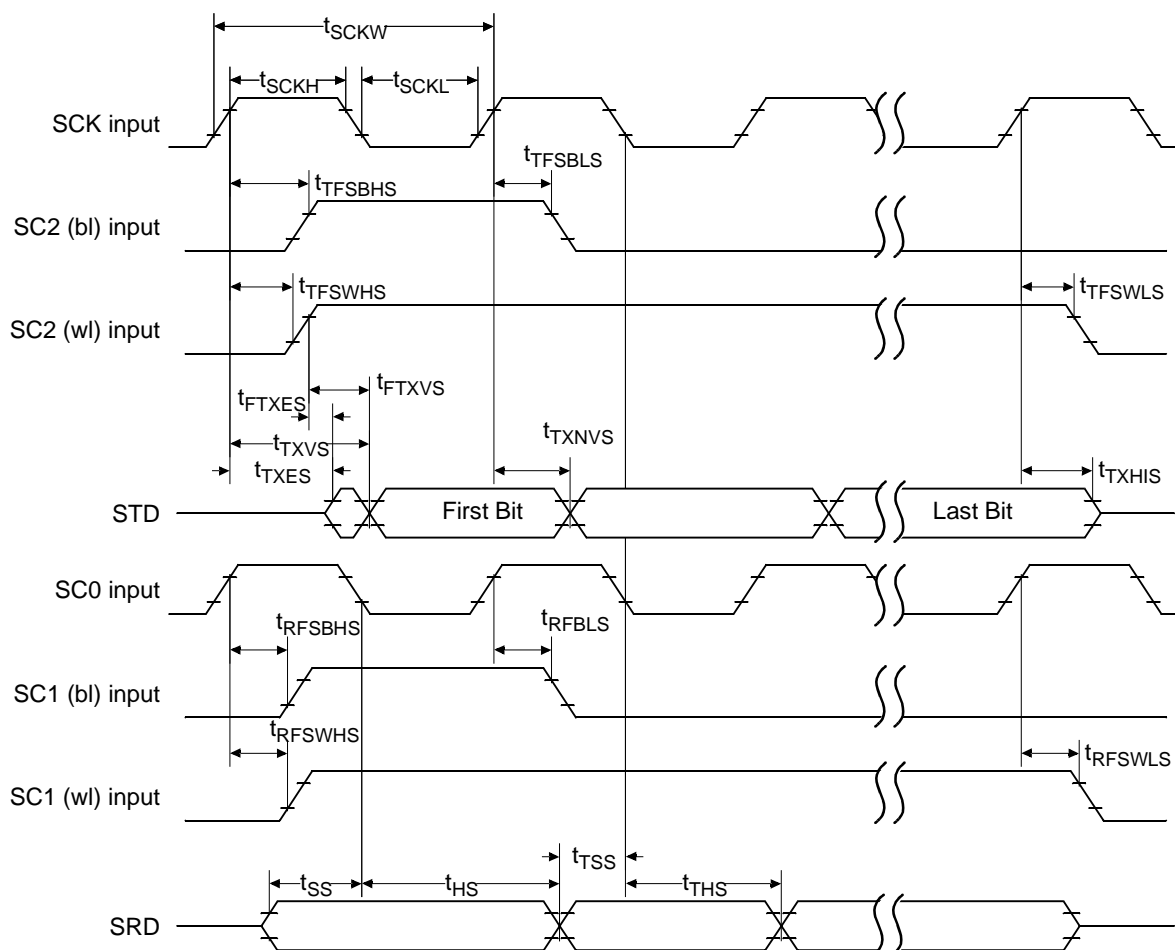 tSCKW
tSCKH
tSCKL
SCK input
tTFSBHS
tTFSBLS
SC2 (bl) input
tTFSWHS
tTFSWLS
SC2 (wl) input
tFTXES
tFTXVS
tTXVS
tTXNVS
tTXES
tTXHIS
STD
First Bit
Last Bit
SC0 input
tRFSBHS
tRFBLS
SC1 (bl) input
tRFSWHS
tRFSWLS
SC1 (wl) input
tTSS
tSS
tHS
tTHS
SRD